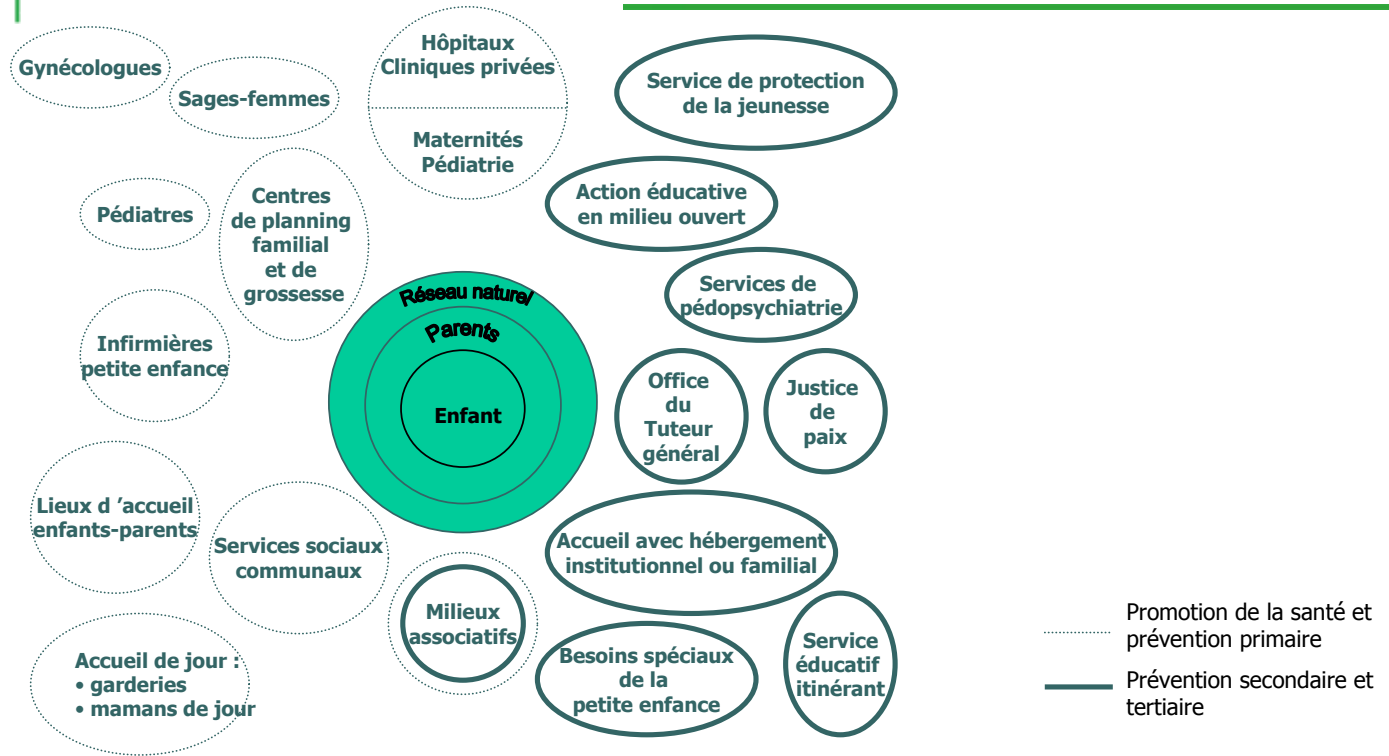 Gynécologues
Sages-femmes
Hôpitaux
Cliniques privées
Maternités
Pédiatrie
Service de protection
de la jeunesse
Pédiatres
Centres
de planning
familial
et de
grossesse
Action éducative
en milieu ouvert
Services de
pédopsychiatrie
Infirmières
petite enfance
Réseau naturel
Parents
Enfant
Office
du
Tuteur
général
Justice
de
paix
Lieux d ’accueil
enfants-parents
Services sociaux
communaux
Accueil avec hébergement
institutionnel ou familial
Milieux
associatifs
Accueil de jour :
• garderies
• mamans de jour
Besoins spéciaux
de la
petite enfance
Service
éducatif
itinérant
Promotion de la santé et
prévention primaire
Prévention secondaire et
tertiaire